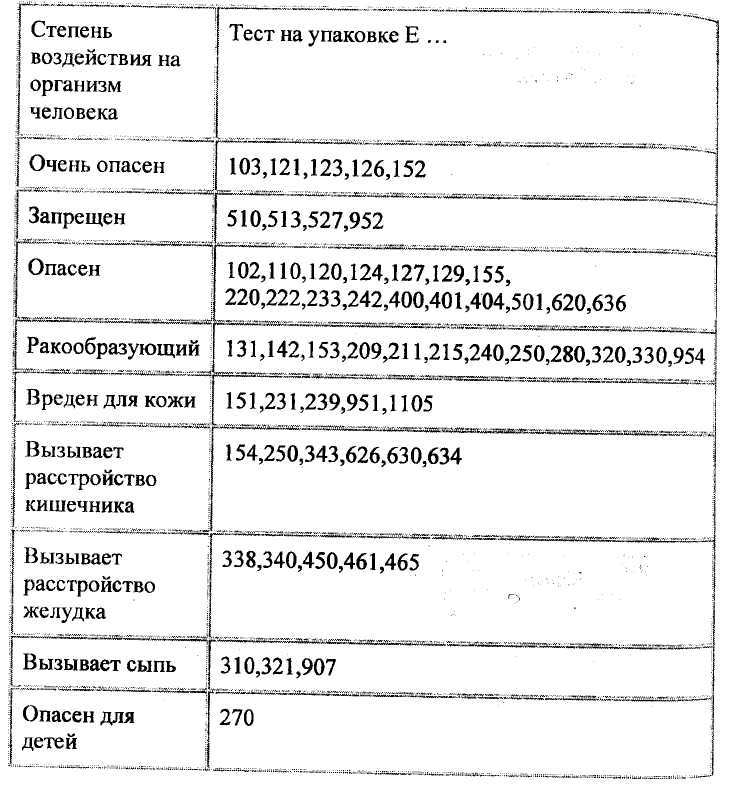 Степень
воздействия на
организм
человека
Тест на упаковке Е ...
Очень опасен
103,121,123,126,152
Запрещен
510,513,527,952
Опасен
102,110,120,124,127,129,155,
220,222,233,242,400,401,404,501,620,636
Ракообразующий
131,142,153,209,211,215,240,250,280,320,330,954
Вреден для кожи
151,231,239,951,1105
Вызывает
расстройство
кишечника
154,250,343,626,630,634
Вызывает
расстройство
желудка
338,340,450,461,465
Вызывает сыпь
310,321,907
Опасен для
детей
270